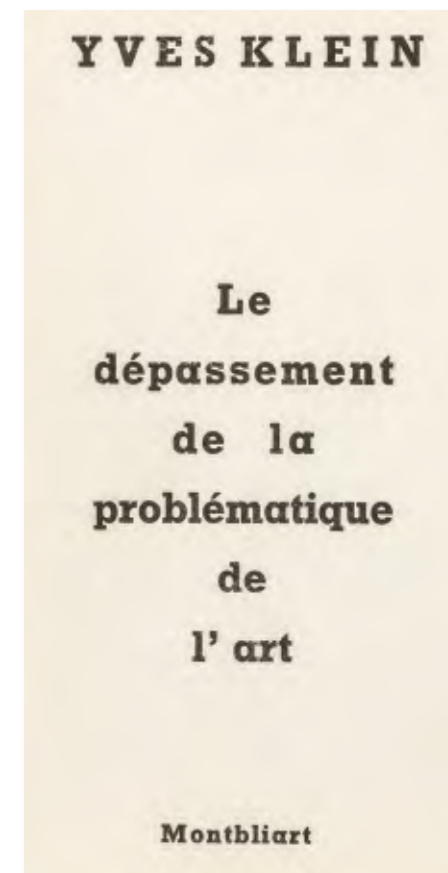 YVES KLEIN
Le
dépassement
de la
problématique
de
l' art
Montbliart